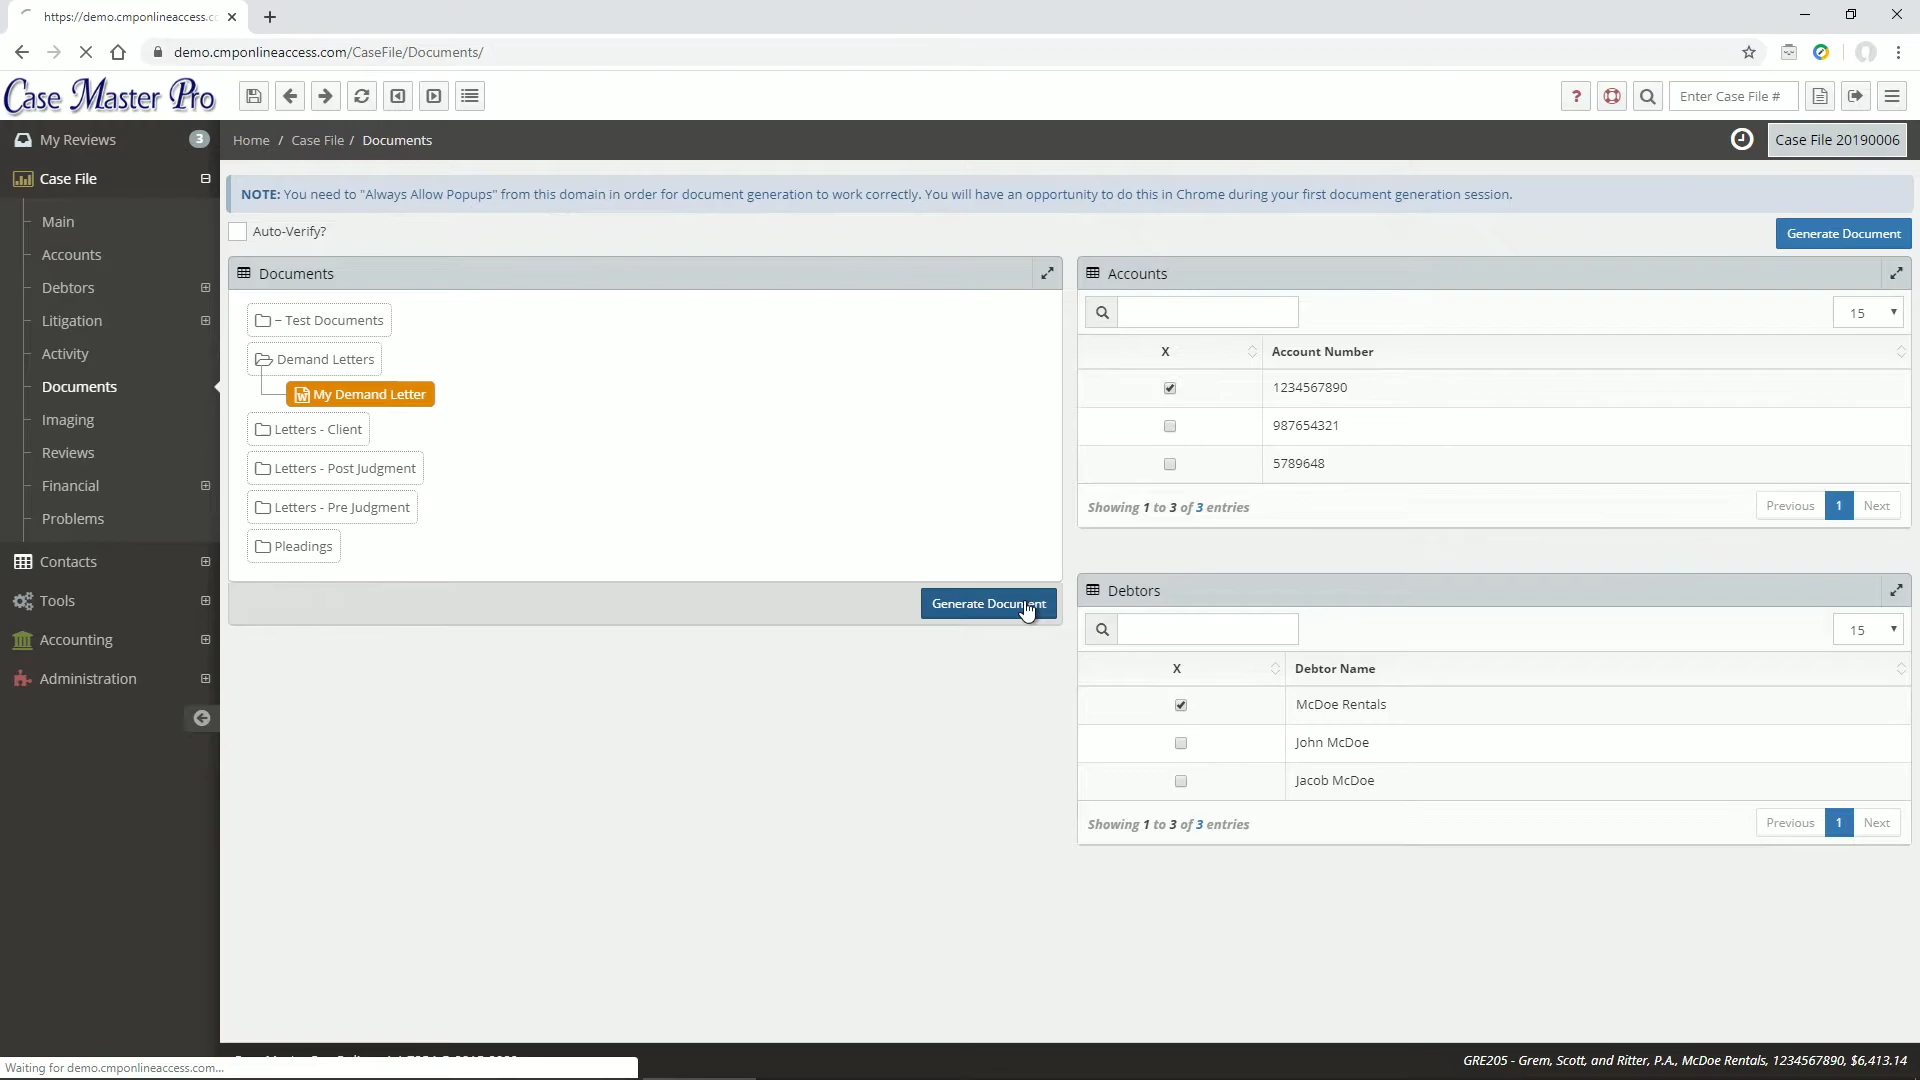 https://demo.cmponlineaccess.cc
demo.cmponlineaccess.com/CaseFile/Documents/
Case Master Pro
Enter Case File #
My Reviews 3
Home / Case File / Documents
Case File 20190006
Case File
Main
Accounts
Debtors
Litigation
Activity
Documents
Imaging
Reviews
Financial
Problems
Contacts
Tools
Accounting
Administration
NOTE: You need to "Always Allow Popups" from this domain in order for document generation to work correctly. You will have an opportunity to do this in Chrome during your first document generation session.
Auto-Verify?
Generate Document
Documents
~ Test Documents
Demand Letters
My Demand Letter
Letters - Client
Letters - Post Judgment
Letters - Pre Judgment
Pleadings
Generate Document
Accounts
15
X Account Number
1234567890
987654321
5789648
Showing 1 to 3 of 3 entries
Previous 1 Next
Debtors
15
X Debtor Name
McDoe Rentals
John McDoe
Jacob McDoe
Showing 1 to 3 of 3 entries
Previous 1 Next
Waiting for demo.cmponlineaccess.com...
GRE205 - Grem, Scott, and Ritter, P.A., McDoe Rentals, 1234567890, $6,413.14